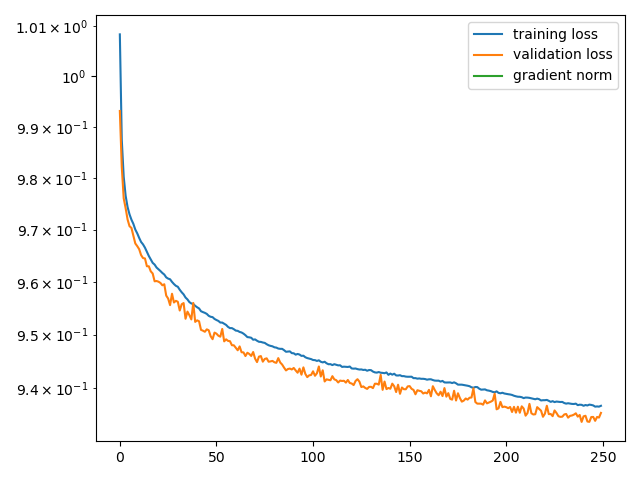 1.01 × 10⁰
10⁰
9.9 × 10⁻¹
9.8 × 10⁻¹
9.7 × 10⁻¹
9.6 × 10⁻¹
9.5 × 10⁻¹
9.4 × 10⁻¹
training loss
validation loss
gradient norm
0 50 100 150 200 250